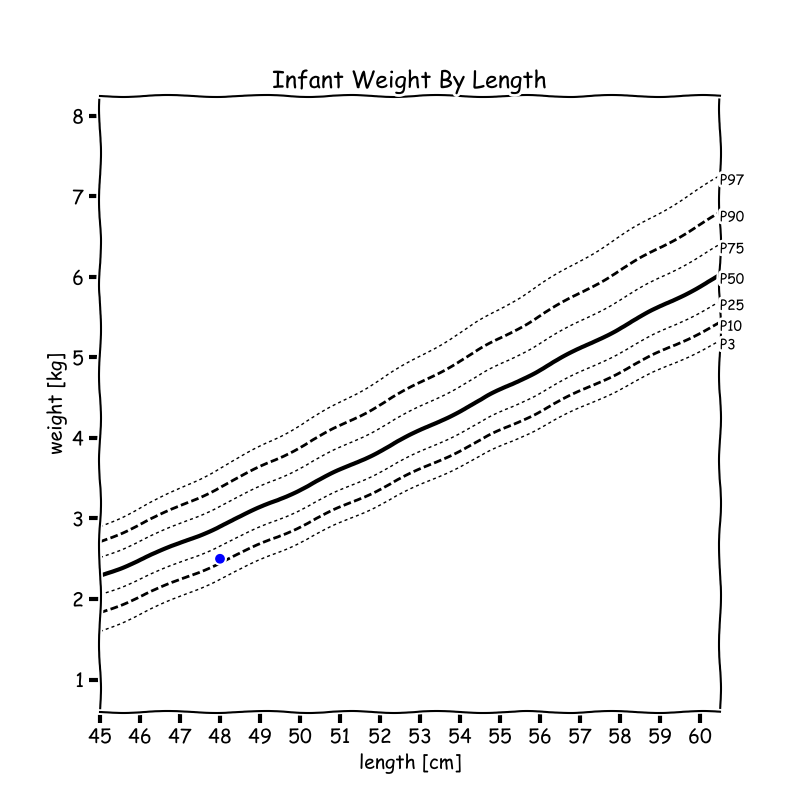 Infant Weight By Length
8
7
6
5
4
3
2
1
weight [kg]
P97
P90
P75
P50
P25
P10
P3
45 46 47 48 49 50 51 52 53 54 55 56 57 58 59 60
length [cm]